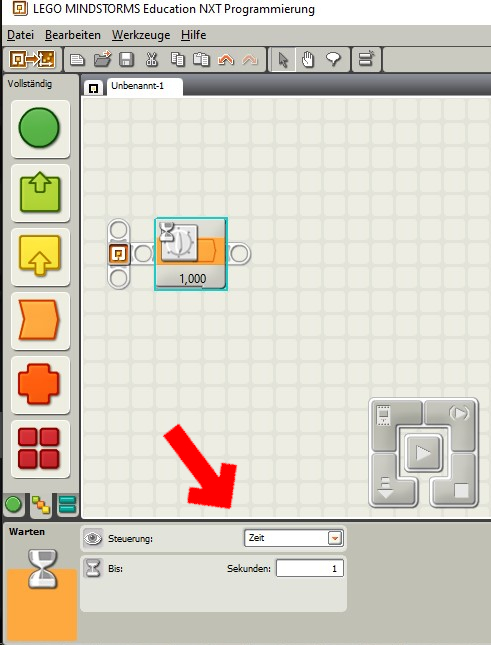 LEGO MINDSTORMS Education NXT Programmierung
Datei Bearbeiten Werkzeuge Hilfe
Vollständig
Unbenannt-1
1,000
Warten
Steuerung: Zeit
Bis: Sekunden: 1